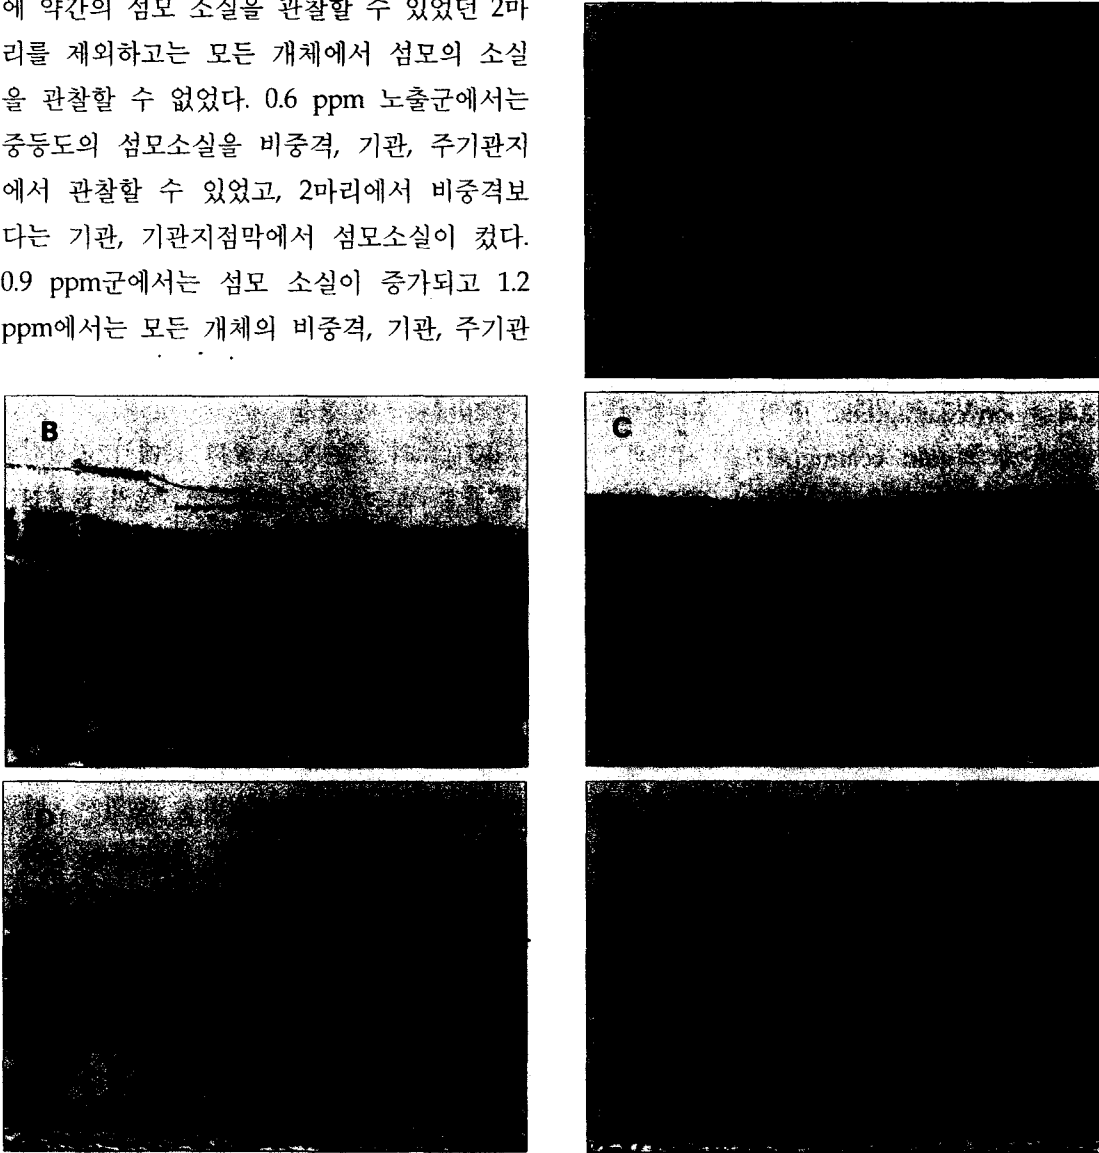 에 약간의 섬모 소실을 관찰할 수 있었던 2마
리를 제외하고는 모든 개체에서 섬모의 소실
을 관찰할 수 없었다. 0.6 ppm 노출군에서는
중등도의 섬모소실을 비중격, 기관, 주기관지
에서 관찰할 수 있었고, 2마리에서 비중격보
다는 기관, 기관지점막에서 섬모소실이 컸다.
0.9 ppm군에서는 섬모 소실이 증가되고 1.2
ppm에서는 모든 개체의 비중격, 기관, 주기관
B
C
D